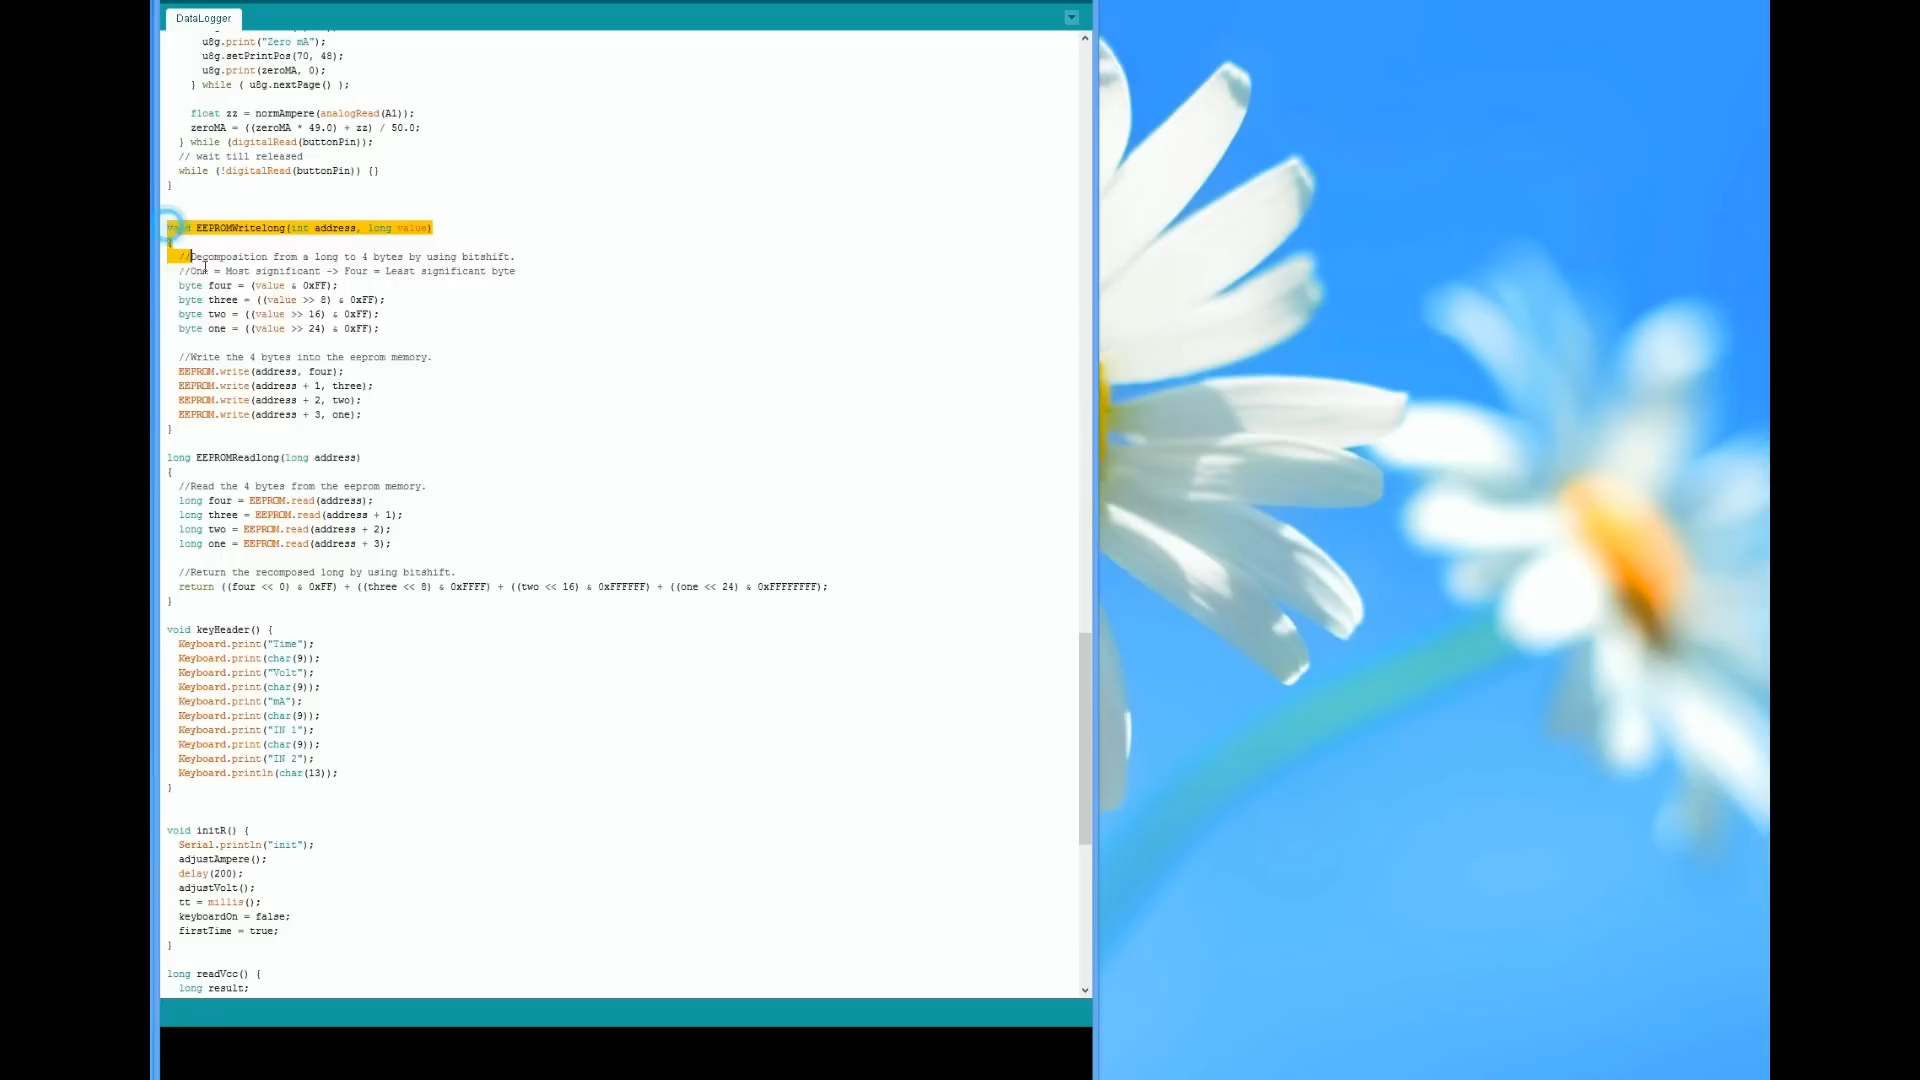 DataLogger
u8g.print("Zero mA");
u8g.setPrintPos(70, 48);
u8g.print(zeroMA, 0);
} while ( u8g.nextPage() );
float zz = normAmpere(analogRead(A1));
zeroMA = ((zeroMA * 49.0) + zz) / 50.0;
} while (digitalRead(buttonPin));
// wait till released
while (!digitalRead(buttonPin)) {}
}
void EEPROMWritelong(int address, long value)
{
//Decomposition from a long to 4 bytes by using bitshift.
//One = Most significant -> Four = Least significant byte
byte four = (value & 0xFF);
byte three = ((value >> 8) & 0xFF);
byte two = ((value >> 16) & 0xFF);
byte one = ((value >> 24) & 0xFF);
//Write the 4 bytes into the eeprom memory.
EEPROM.write(address, four);
EEPROM.write(address + 1, three);
EEPROM.write(address + 2, two);
EEPROM.write(address + 3, one);
}
long EEPROMReadlong(long address)
{
//Read the 4 bytes from the eeprom memory.
long four = EEPROM.read(address);
long three = EEPROM.read(address + 1);
long two = EEPROM.read(address + 2);
long one = EEPROM.read(address + 3);
//Return the recomposed long by using bitshift.
return ((four << 0) & 0xFF) + ((three << 8) & 0xFFFF) + ((two << 16) & 0xFFFFFF) + ((one << 24) & 0xFFFFFFFF);
}
void keyHeader() {
Keyboard.print("Time");
Keyboard.print(char(9));
Keyboard.print("Volt");
Keyboard.print(char(9));
Keyboard.print("mA");
Keyboard.print(char(9));
Keyboard.print("IN 1");
Keyboard.print(char(9));
Keyboard.print("IN 2");
Keyboard.println(char(13));
}
void initR() {
Serial.println("init");
adjustAmpere();
delay(200);
adjustVolt();
tt = millis();
keyboardOn = false;
firstTime = true;
}
long readVcc() {
long result;